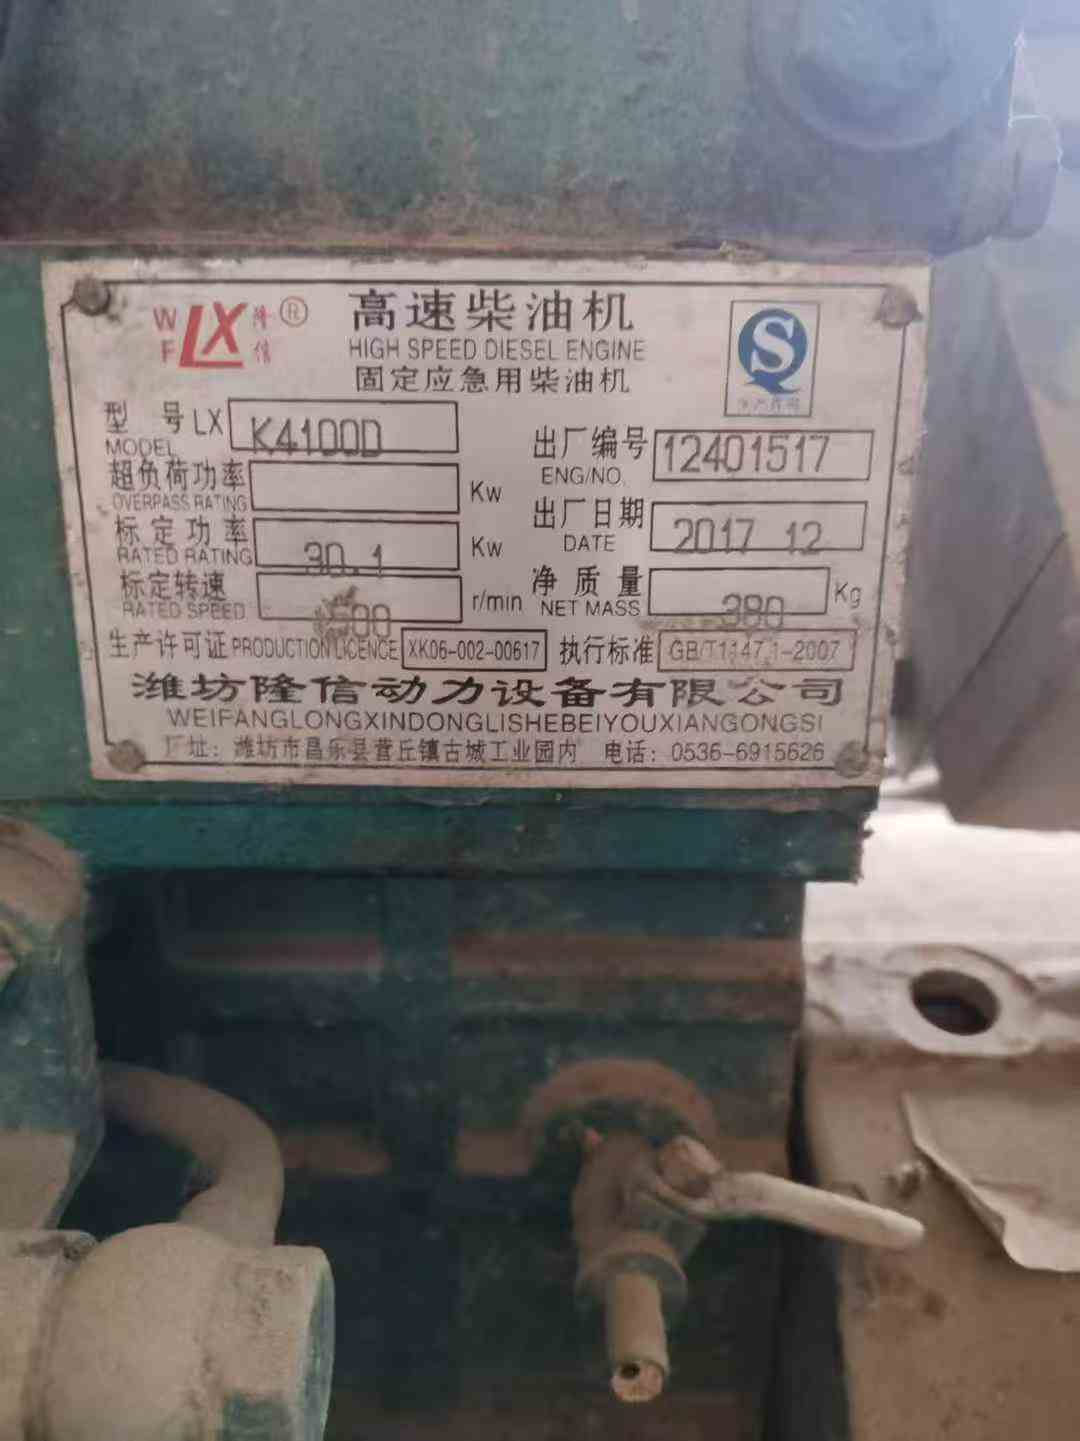 WF LX 隆信 ®
高速柴油机
HIGH SPEED DIESEL ENGINE
固定应急用柴油机
型号 LX K4100D
MODEL
超负荷功率 Kw
OVERPASS RATING
标定功率 30.1 Kw
RATED RATING
标定转速 500 r/min
RATED SPEED
出厂编号 12401517
ENG/NO.
出厂日期 2017 12
DATE
净质量 380 Kg
NET MASS
生产许可证 PRODUCTION LICENCE XK06-002-00617 执行标准 GB/T1147.1-2007
潍坊隆信动力设备有限公司
WEIFANGLONGXINDONGLISHEBEIYOUXIANGONGSI
厂址：潍坊市昌乐县营丘镇古城工业园内 电话：0536-6915626